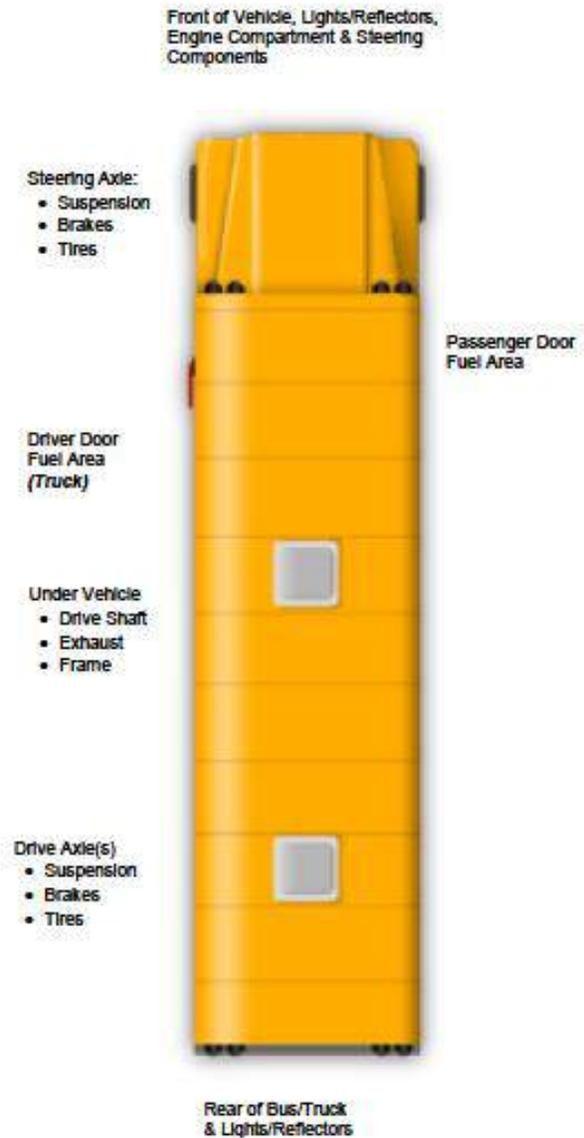 Front of Vehicle, Lights/Reflectors,
Engine Compartment & Steering
Components
Steering Axle:
• Suspension
• Brakes
• Tires
Passenger Door
Fuel Area
Driver Door
Fuel Area
(Truck)
Under Vehicle
• Drive Shaft
• Exhaust
• Frame
Drive Axle(s)
• Suspension
• Brakes
• Tires
Rear of Bus/Truck
& Lights/Reflectors